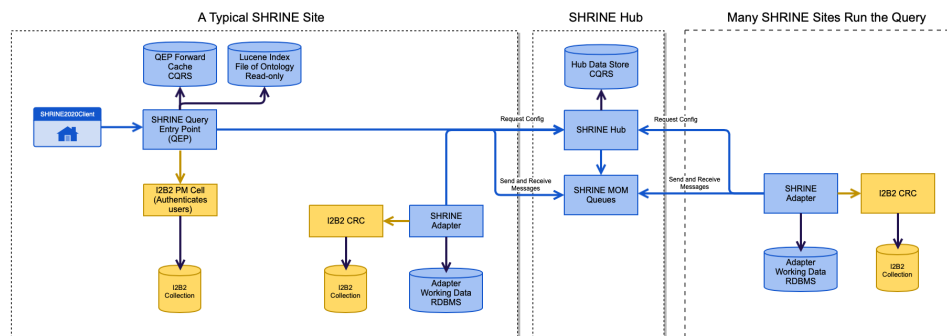 A Typical SHRINE Site
SHRINE Hub
Many SHRINE Sites Run the Query
QEP Forward
Cache
CQRS
Lucene Index
File of Ontology
Read-only
Hub Data Store
CQRS
SHRINE2020Client
SHRINE Query
Entry Point
(QEP)
Request Config
SHRINE Hub
Request Config
I2B2 PM Cell
(Authenticates
users)
Send and Receive
Messages
SHRINE MOM
Queues
Send and Receive
Messages
SHRINE
Adapter
I2B2 CRC
I2B2 CRC
SHRINE
Adapter
I2B2
Collection
I2B2
Collection
Adapter
Working Data
RDBMS
Adapter
Working Data
RDBMS
I2B2
Collection